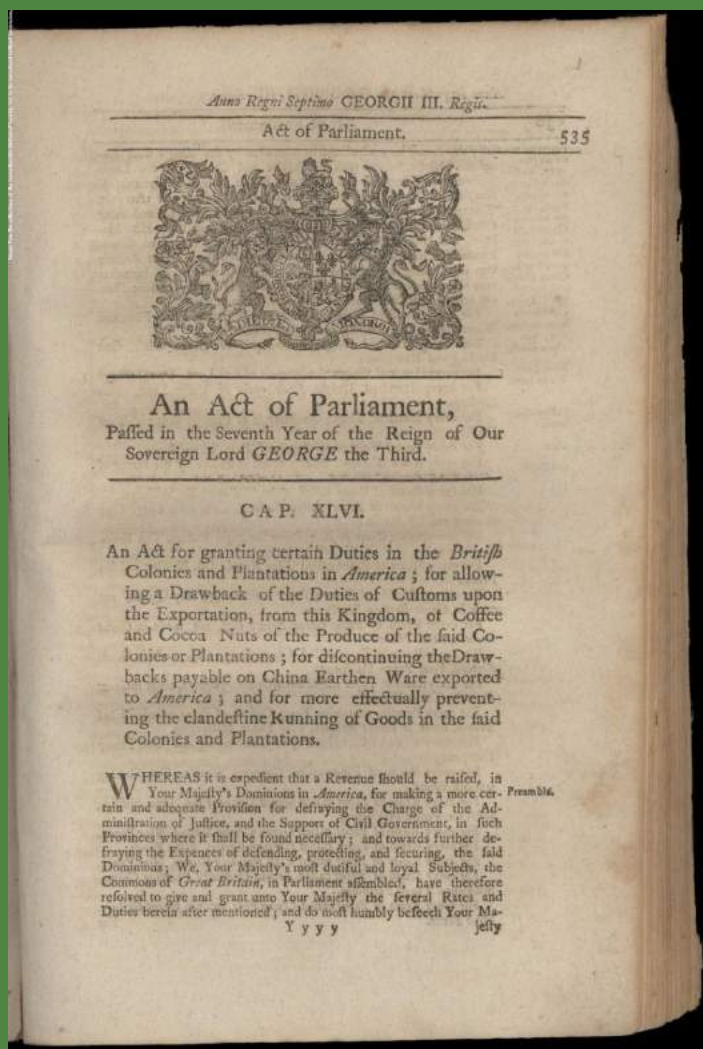 Anno Regni Septimo GEORGII III. Regis.
Act of Parliament.
535
DIEU ET MON DROIT
An Act of Parliament,
Paſſed in the Seventh Year of the Reign of Our
Sovereign Lord GEORGE the Third.
CAP. XLVI.
An Act for granting certain Duties in the Britiſh
Colonies and Plantations in America ; for allow-
ing a Drawback of the Duties of Cuſtoms upon
the Exportation, from this Kingdom, of Coffee
and Cocoa Nuts of the Produce of the ſaid Co-
lonies or Plantations ; for diſcontinuing the Draw-
backs payable on China Earthen Ware exported
to America ; and for more effectually prevent-
ing the clandeſtine Running of Goods in the ſaid
Colonies and Plantations.
WHEREAS it is expedient that a Revenue ſhould be raiſed, in
Your Majeſty's Dominions in America, for making a more cer- Preamble.
tain and adequate Proviſion for defraying the Charge of the Ad-
miniſtration of Juſtice, and the Support of Civil Government, in ſuch
Provinces where it ſhall be found neceſſary ; and towards further de-
fraying the Expences of defending, protecting, and ſecuring, the ſaid
Dominions ; We, Your Majeſty's moſt dutiful and loyal Subjects, the
Commons of Great Britain, in Parliament aſſembled, have therefore
reſolved to give and grant unto Your Majeſty the ſeveral Rates and
Duties herein after mentioned ; and do moſt humbly beſeech Your Ma-
Y y y y jeſty